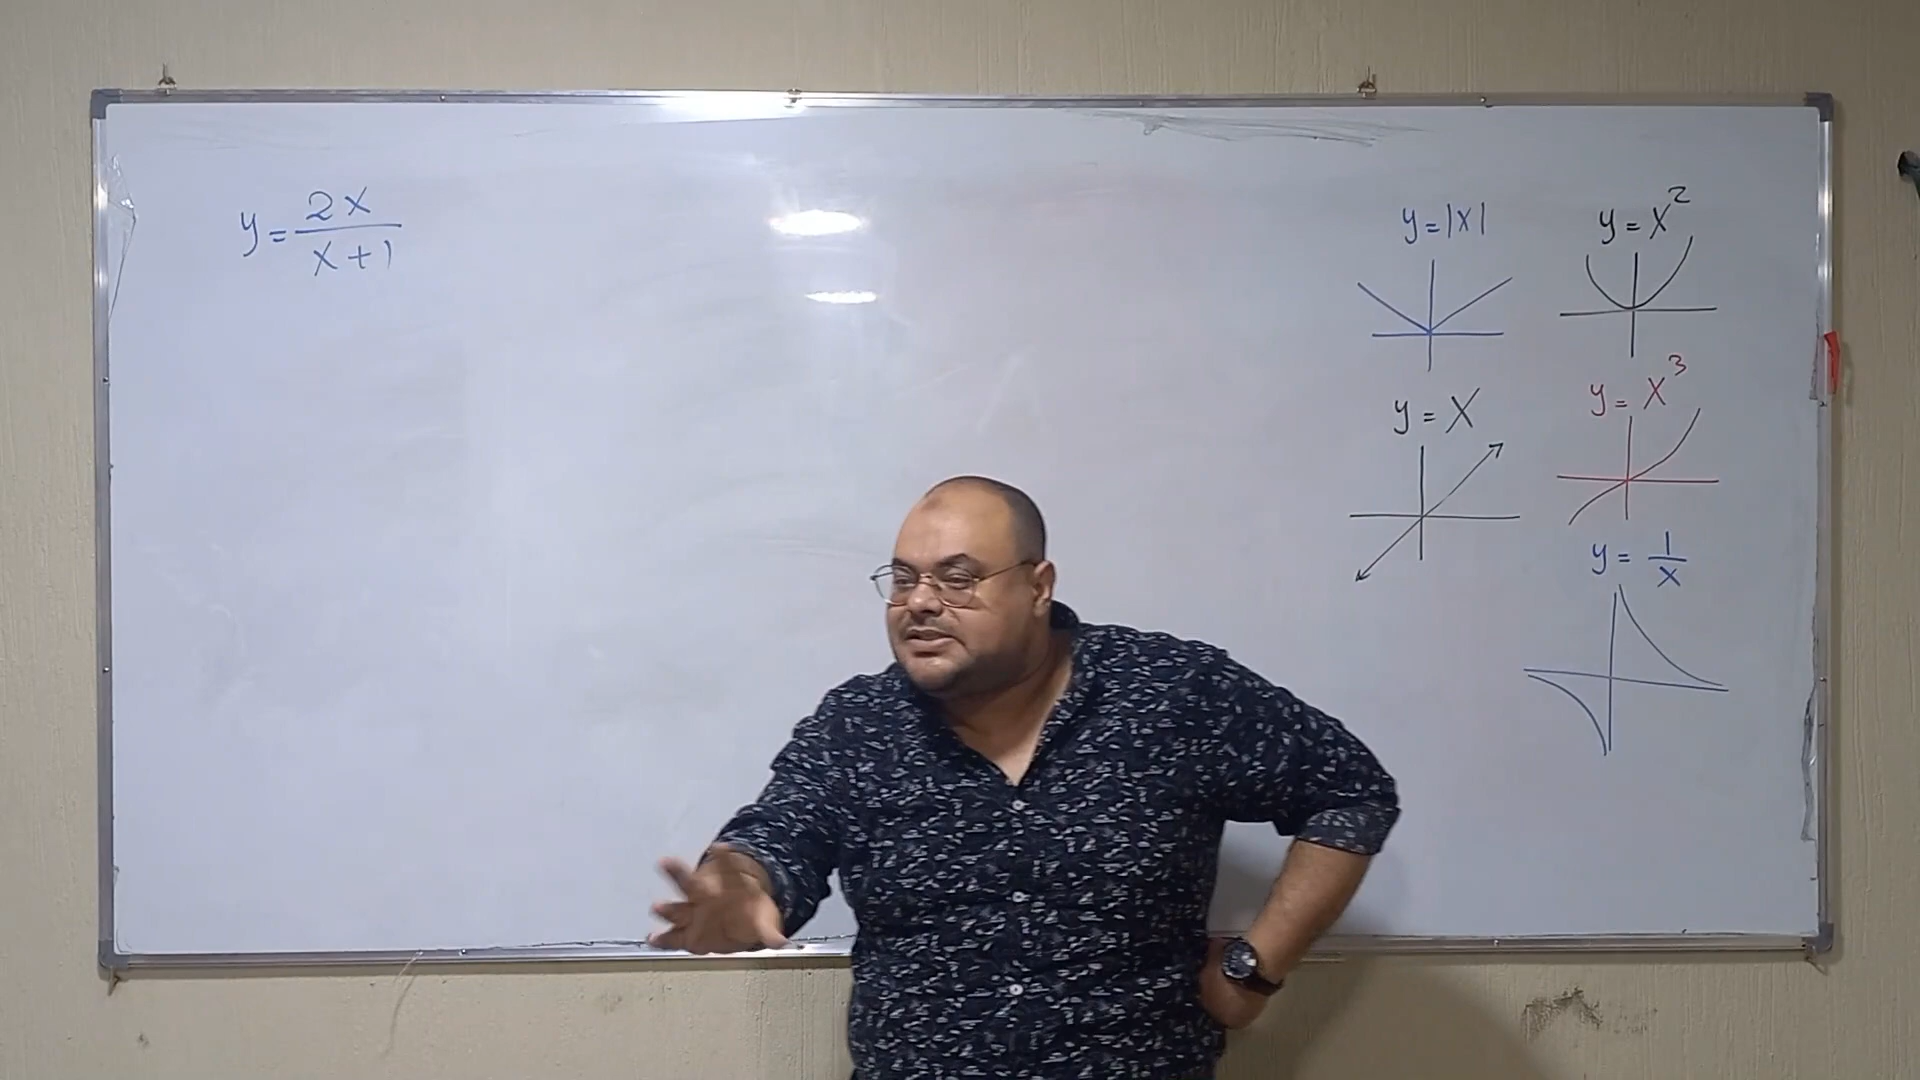 y = 2x / x+1
y = |x|
y = x²
y = x
y = x³
y = 1/x